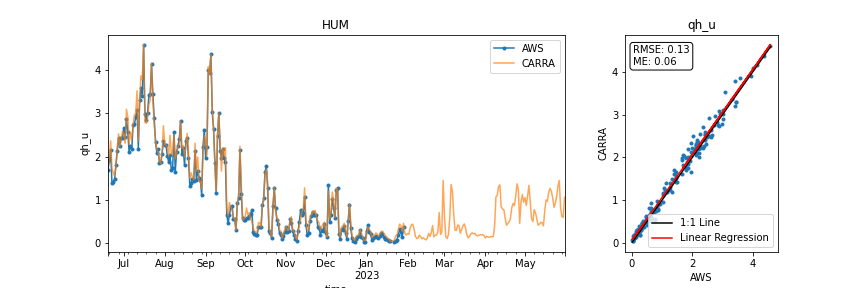 HUM
qh_u
4
3
2
1
0
AWS
CARRA
Jul Aug Sep Oct Nov Dec Jan Feb Mar Apr May
2023
time
qh_u
CARRA
4
3
2
1
0
RMSE: 0.13
ME: 0.06
1:1 Line
Linear Regression
0 2 4
AWS